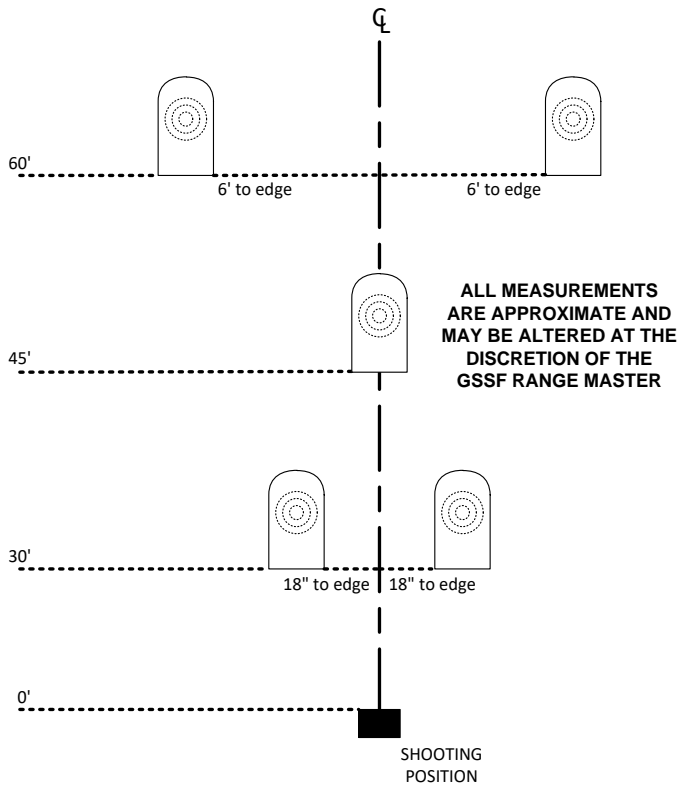 ℄
60'
6' to edge 6' to edge
ALL MEASUREMENTS
ARE APPROXIMATE AND
MAY BE ALTERED AT THE
DISCRETION OF THE
GSSF RANGE MASTER
45'
30'
18" to edge 18" to edge
0'
SHOOTING
POSITION